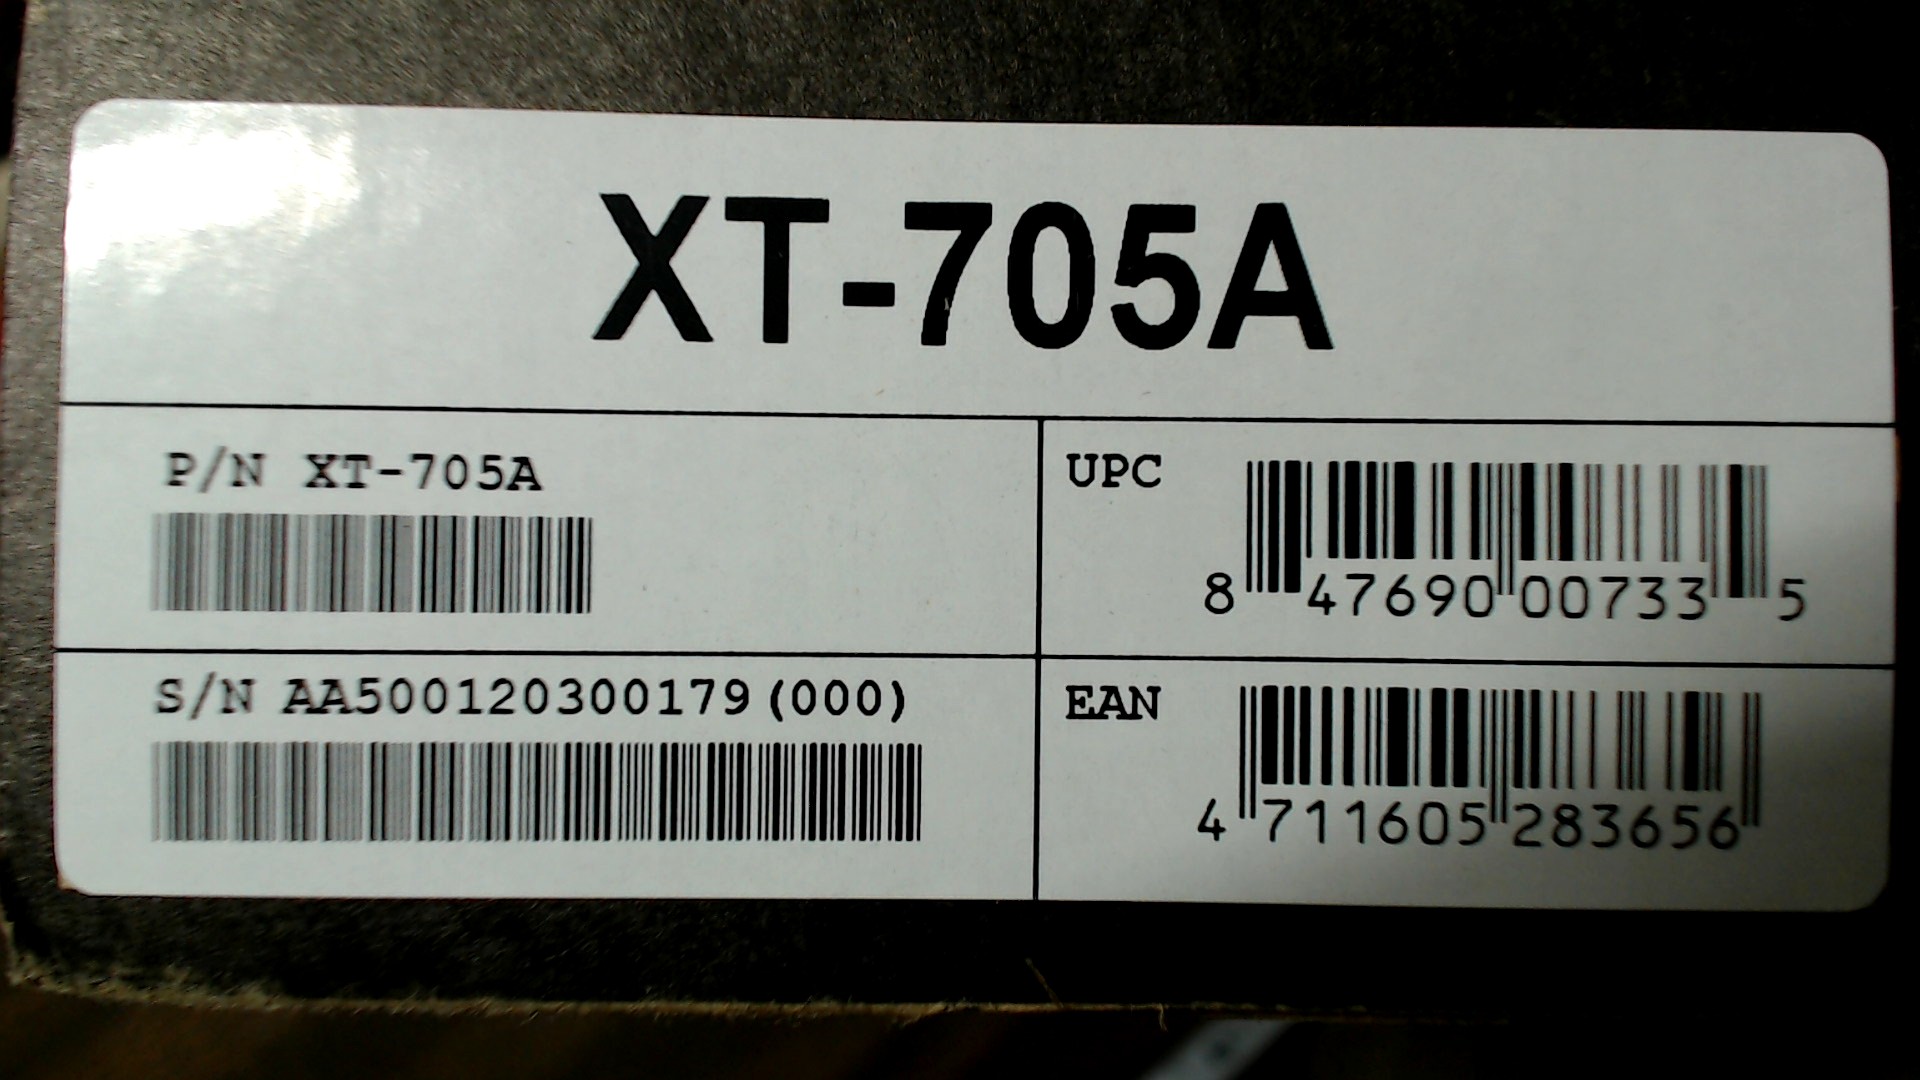 XT-705A
P/N XT-705A
UPC
8 47690 00733 5
S/N AA500120300179(000)
EAN
4 711605 283656